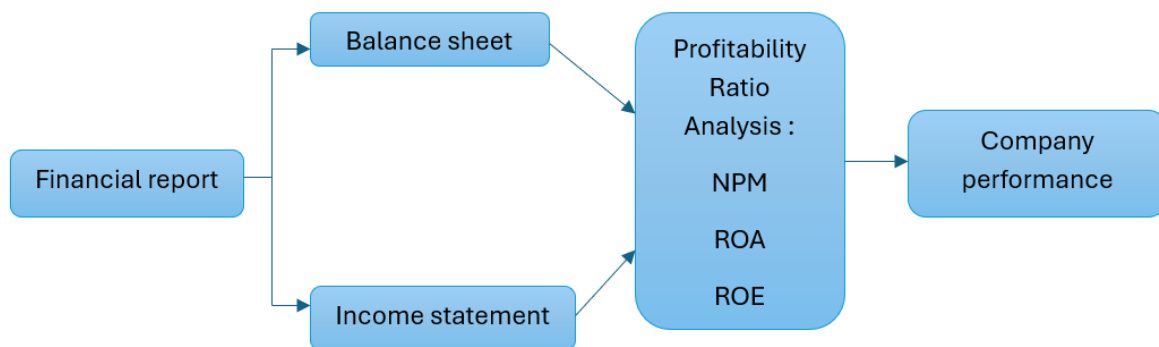 Financial report
Balance sheet
Income statement
Profitability
Ratio
Analysis :
NPM
ROA
ROE
Company
performance